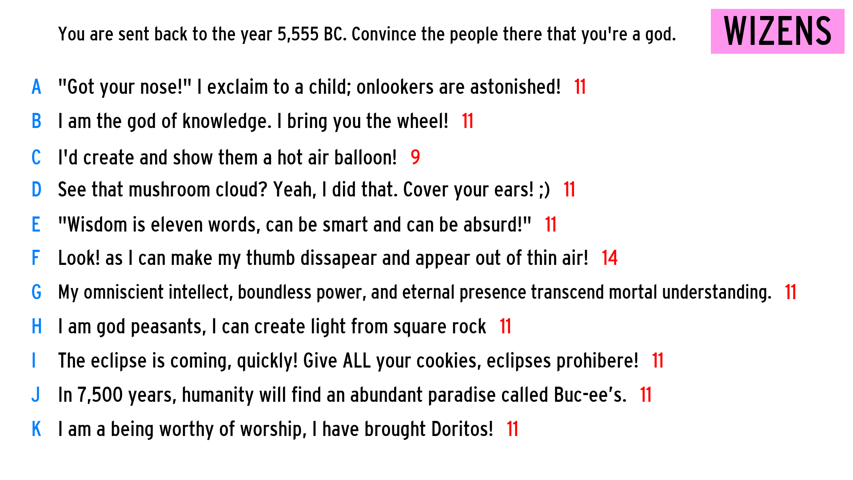 You are sent back to the year 5,555 BC. Convince the people there that you're a god.
WIZENS
A "Got your nose!" I exclaim to a child; onlookers are astonished! 11
B I am the god of knowledge. I bring you the wheel! 11
C I'd create and show them a hot air balloon! 9
D See that mushroom cloud? Yeah, I did that. Cover your ears! ;) 11
E "Wisdom is eleven words, can be smart and can be absurd!" 11
F Look! as I can make my thumb dissapear and appear out of thin air! 14
G My omniscient intellect, boundless power, and eternal presence transcend mortal understanding. 11
H I am god peasants, I can create light from square rock 11
I The eclipse is coming, quickly! Give ALL your cookies, eclipses prohibere! 11
J In 7,500 years, humanity will find an abundant paradise called Buc-ee’s. 11
K I am a being worthy of worship, I have brought Doritos! 11